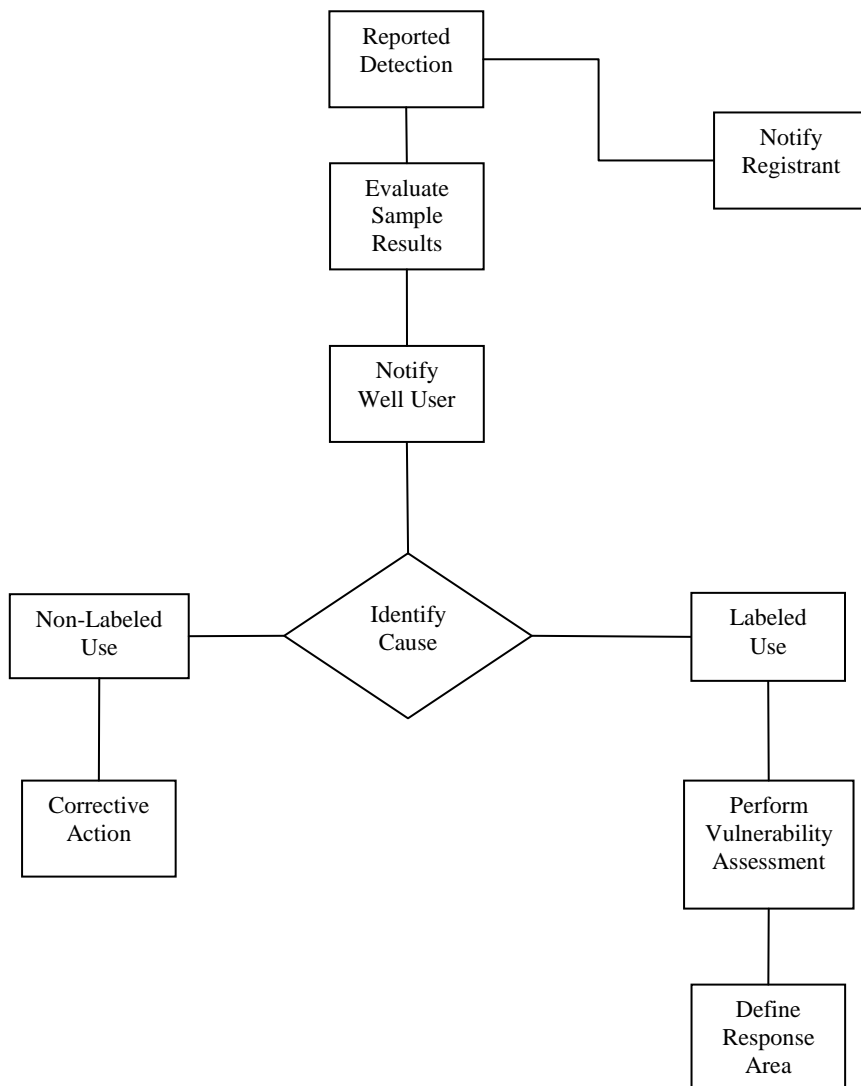 Reported
Detection
Notify
Registrant
Evaluate
Sample
Results
Notify
Well User
Identify
Cause
Non-Labeled
Use
Labeled
Use
Corrective
Action
Perform
Vulnerability
Assessment
Define
Response
Area